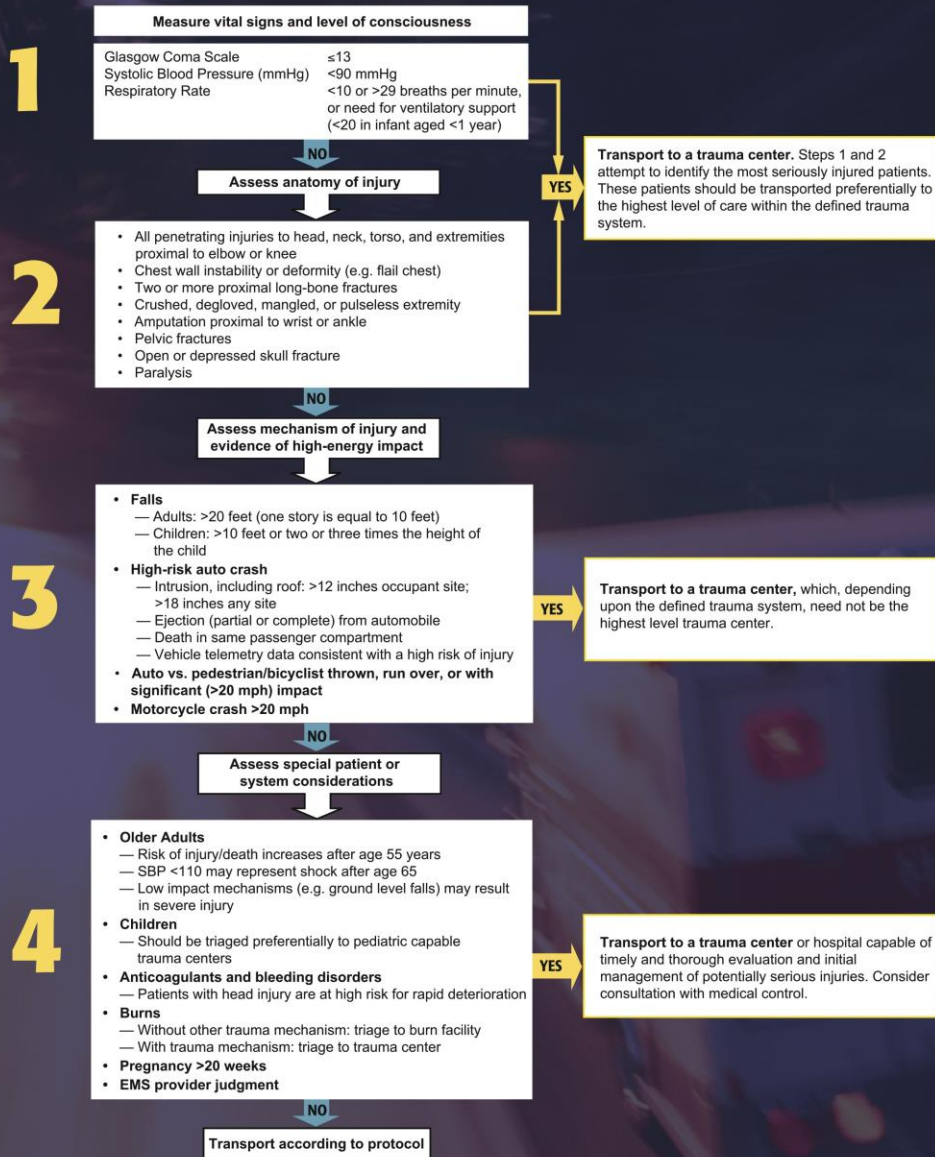 1
Measure vital signs and level of consciousness
Glasgow Coma Scale ≤13
Systolic Blood Pressure (mmHg) <90 mmHg
Respiratory Rate <10 or >29 breaths per minute,
or need for ventilatory support
(<20 in infant aged <1 year)
NO
Assess anatomy of injury
YES
Transport to a trauma center. Steps 1 and 2
attempt to identify the most seriously injured patients.
These patients should be transported preferentially to
the highest level of care within the defined trauma
system.
2
• All penetrating injuries to head, neck, torso, and extremities
proximal to elbow or knee
• Chest wall instability or deformity (e.g. flail chest)
• Two or more proximal long-bone fractures
• Crushed, degloved, mangled, or pulseless extremity
• Amputation proximal to wrist or ankle
• Pelvic fractures
• Open or depressed skull fracture
• Paralysis
NO
Assess mechanism of injury and
evidence of high-energy impact
3
• Falls
— Adults: >20 feet (one story is equal to 10 feet)
— Children: >10 feet or two or three times the height of
the child
• High-risk auto crash
— Intrusion, including roof: >12 inches occupant site;
>18 inches any site
— Ejection (partial or complete) from automobile
— Death in same passenger compartment
— Vehicle telemetry data consistent with a high risk of injury
• Auto vs. pedestrian/bicyclist thrown, run over, or with
significant (>20 mph) impact
• Motorcycle crash >20 mph
YES
Transport to a trauma center, which, depending
upon the defined trauma system, need not be the
highest level trauma center.
NO
Assess special patient or
system considerations
4
• Older Adults
— Risk of injury/death increases after age 55 years
— SBP <110 may represent shock after age 65
— Low impact mechanisms (e.g. ground level falls) may result
in severe injury
• Children
— Should be triaged preferentially to pediatric capable
trauma centers
• Anticoagulants and bleeding disorders
— Patients with head injury are at high risk for rapid deterioration
• Burns
— Without other trauma mechanism: triage to burn facility
— With trauma mechanism: triage to trauma center
• Pregnancy >20 weeks
• EMS provider judgment
YES
Transport to a trauma center or hospital capable of
timely and thorough evaluation and initial
management of potentially serious injuries. Consider
consultation with medical control.
NO
Transport according to protocol